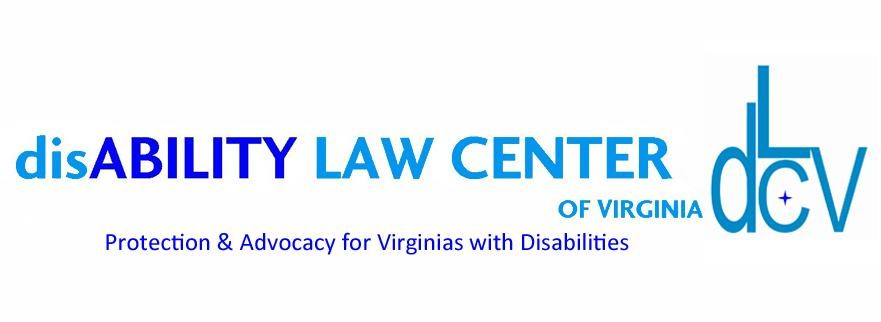 disABILITY LAW CENTER
OF VIRGINIA
Protection & Advocacy for Virginias with Disabilities
dLCV